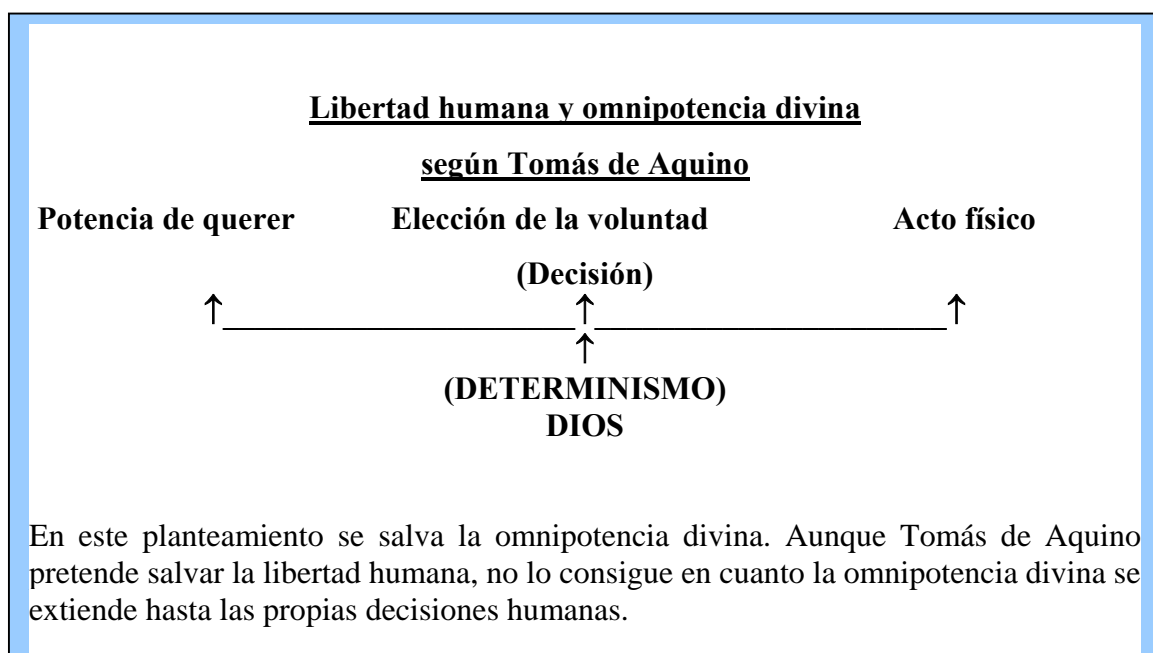 Libertad humana y omnipotencia divina
según Tomás de Aquino
Potencia de querer Elección de la voluntad Acto físico
(Decisión)
↑_____________________↑_____________________↑
↑
(DETERMINISMO)
DIOS
En este planteamiento se salva la omnipotencia divina. Aunque Tomás de Aquino
pretende salvar la libertad humana, no lo consigue en cuanto la omnipotencia divina se
extiende hasta las propias decisiones humanas.